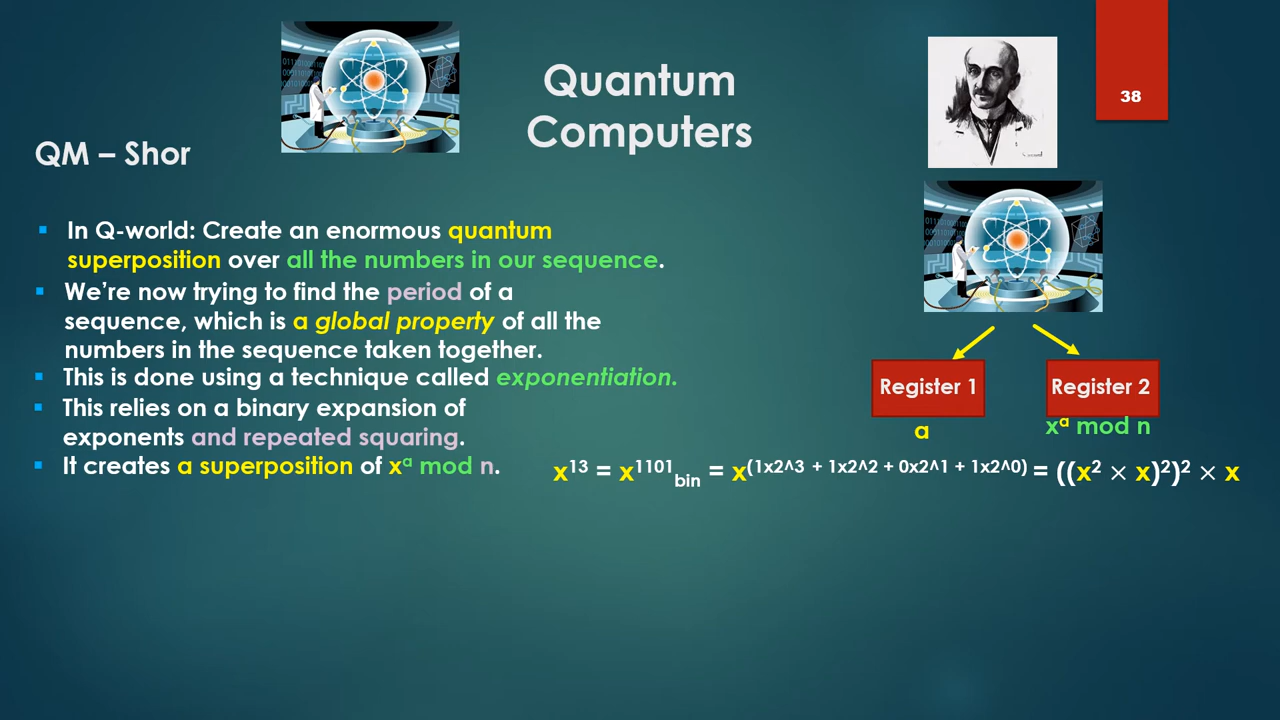 Quantum
Computers
38
QM – Shor
▪ In Q-world: Create an enormous quantum
superposition over all the numbers in our sequence.
▪ We’re now trying to find the period of a
sequence, which is a global property of all the
numbers in the sequence taken together.
▪ This is done using a technique called exponentiation.
▪ This relies on a binary expansion of
exponents and repeated squaring.
▪ It creates a superposition of xᵃ mod n.
Register 1
Register 2
a
xᵃ mod n
x¹³ = x¹¹⁰¹bin = x^(1x2^3 + 1x2^2 + 0x2^1 + 1x2^0) = ((x² × x)²)² × x